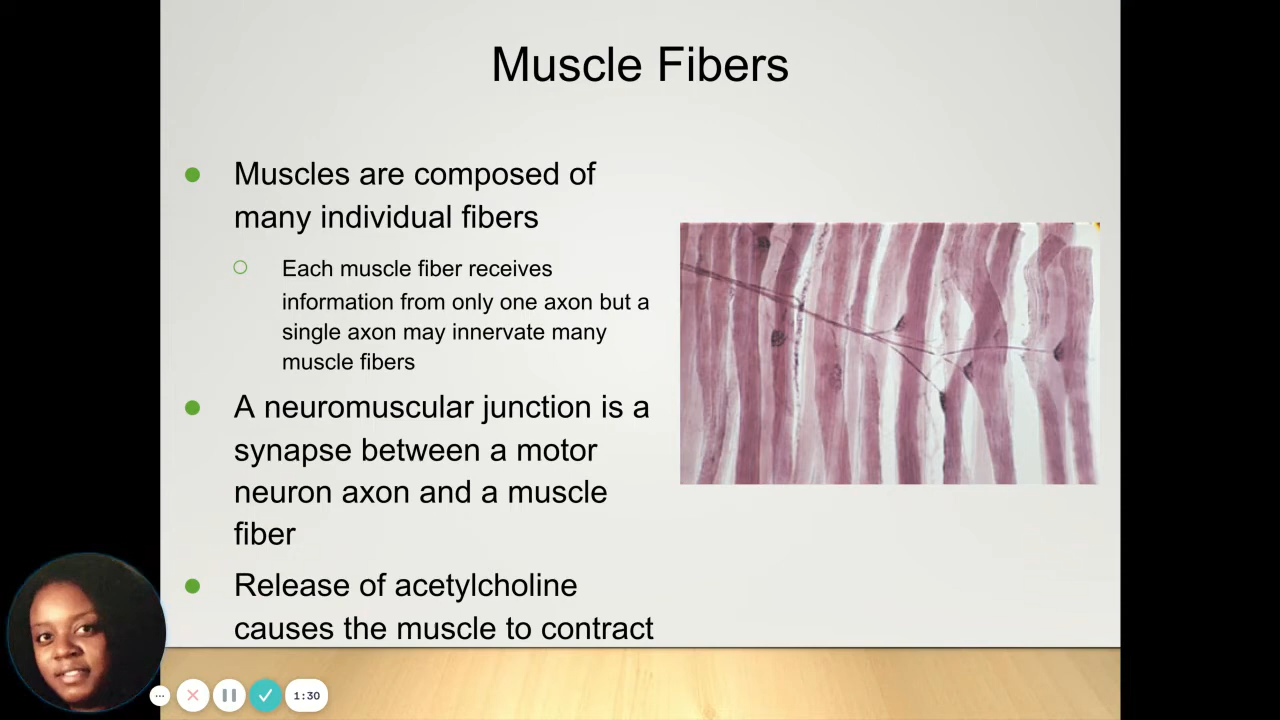 Muscle Fibers
Muscles are composed of
many individual fibers
Each muscle fiber receives
information from only one axon but a
single axon may innervate many
muscle fibers
A neuromuscular junction is a
synapse between a motor
neuron axon and a muscle
fiber
Release of acetylcholine
causes the muscle to contract
1:30